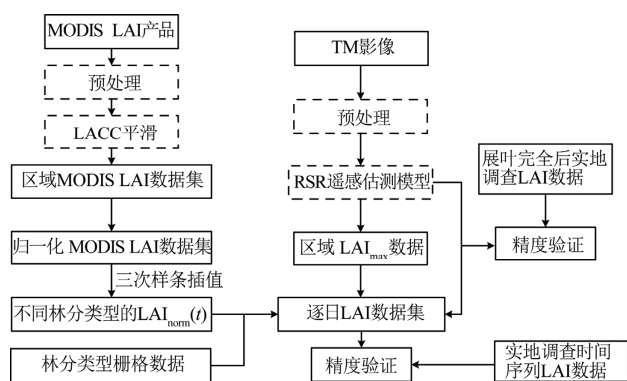 MODIS LAI产品
预处理
LACC平滑
区域MODIS LAI数据集
归一化 MODIS LAI数据集
三次样条插值
不同林分类型的LAInorm(t)
林分类型栅格数据
TM影像
预处理
RSR遥感估测模型
区域 LAImax数据
逐日LAI数据集
精度验证
展叶完全后实地
调查LAI数据
精度验证
实地调查时间
序列LAI数据